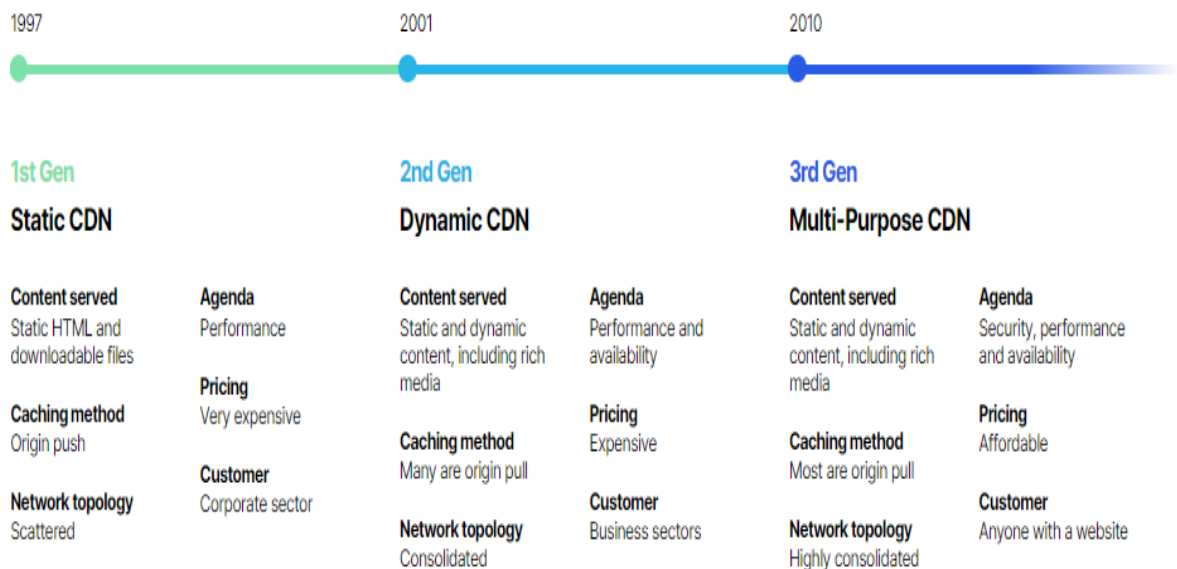 1997
2001
2010
1st Gen
Static CDN
Content served
Static HTML and
downloadable files
Caching method
Origin push
Network topology
Scattered
Agenda
Performance
Pricing
Very expensive
Customer
Corporate sector
2nd Gen
Dynamic CDN
Content served
Static and dynamic
content, including rich
media
Caching method
Many are origin pull
Network topology
Consolidated
Agenda
Performance and
availability
Pricing
Expensive
Customer
Business sectors
3rd Gen
Multi-Purpose CDN
Content served
Static and dynamic
content, including rich
media
Caching method
Most are origin pull
Network topology
Highly consolidated
Agenda
Security, performance
and availability
Pricing
Affordable
Customer
Anyone with a website